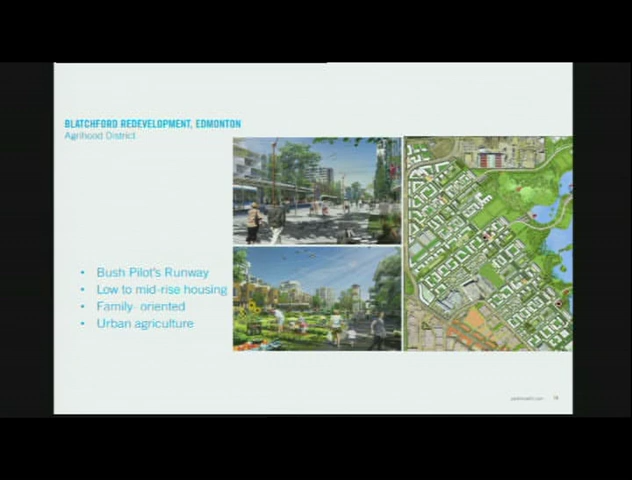 BLATCHFORD REDEVELOPMENT, EDMONTON
Agrihood District
• Bush Pilot's Runway
• Low to mid-rise housing
• Family- oriented
• Urban agriculture